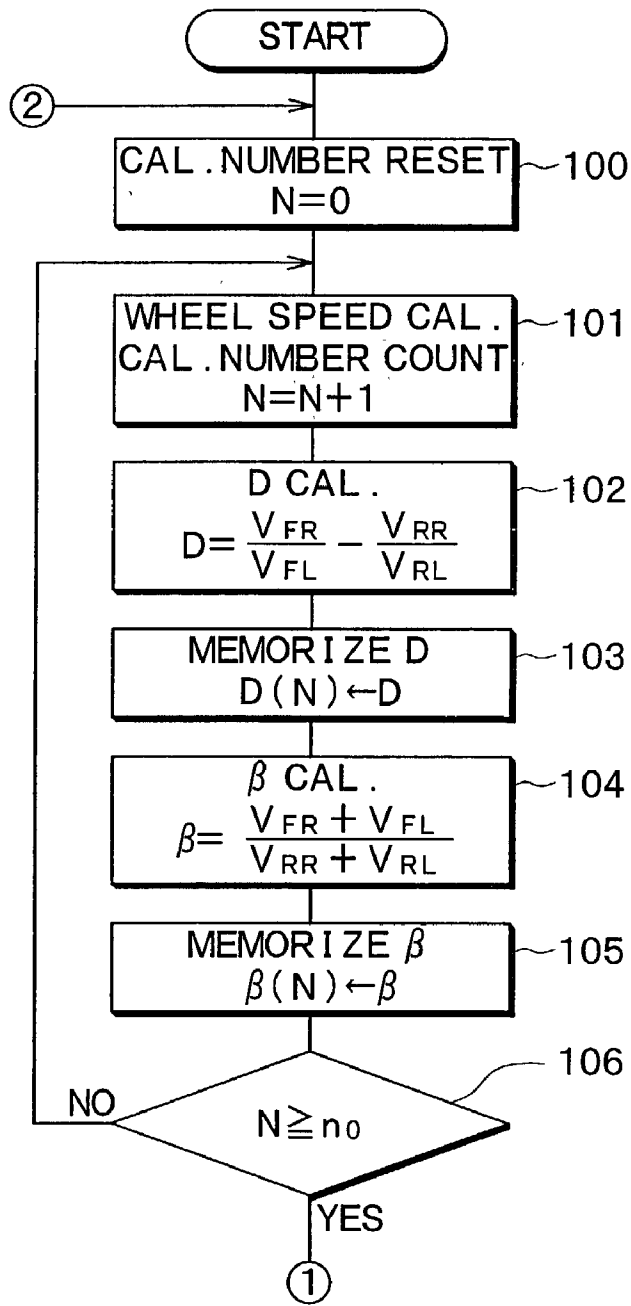 START
②
CAL.NUMBER RESET
N=0
100
WHEEL SPEED CAL.
CAL.NUMBER COUNT
N=N+1
101
D CAL.
D= VFR/VFL − VRR/VRL
102
MEMORIZE D
D(N)←D
103
β CAL.
β= VFR + VFL / VRR + VRL
104
MEMORIZE β
β(N)←β
105
106
NO
N≧n0
YES
①